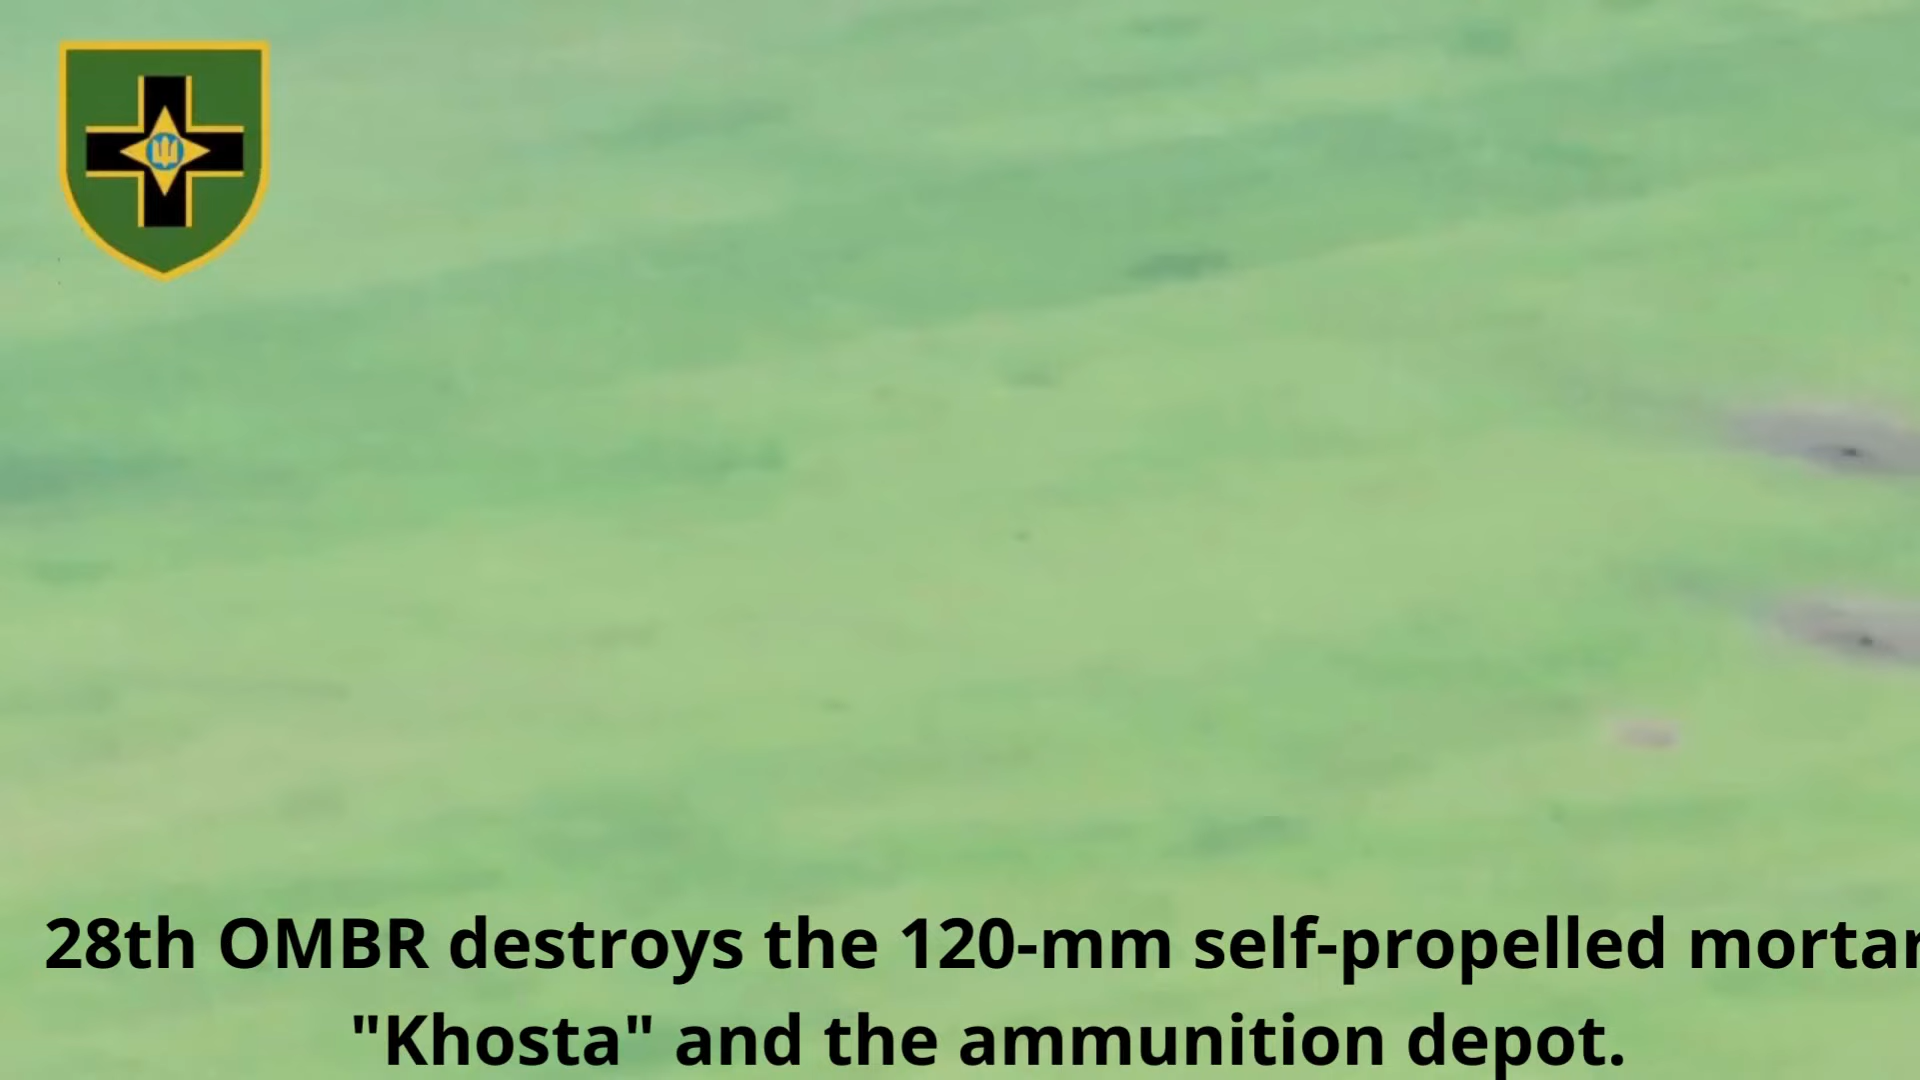 28th OMBR destroys the 120-mm self-propelled mortar
"Khosta" and the ammunition depot.